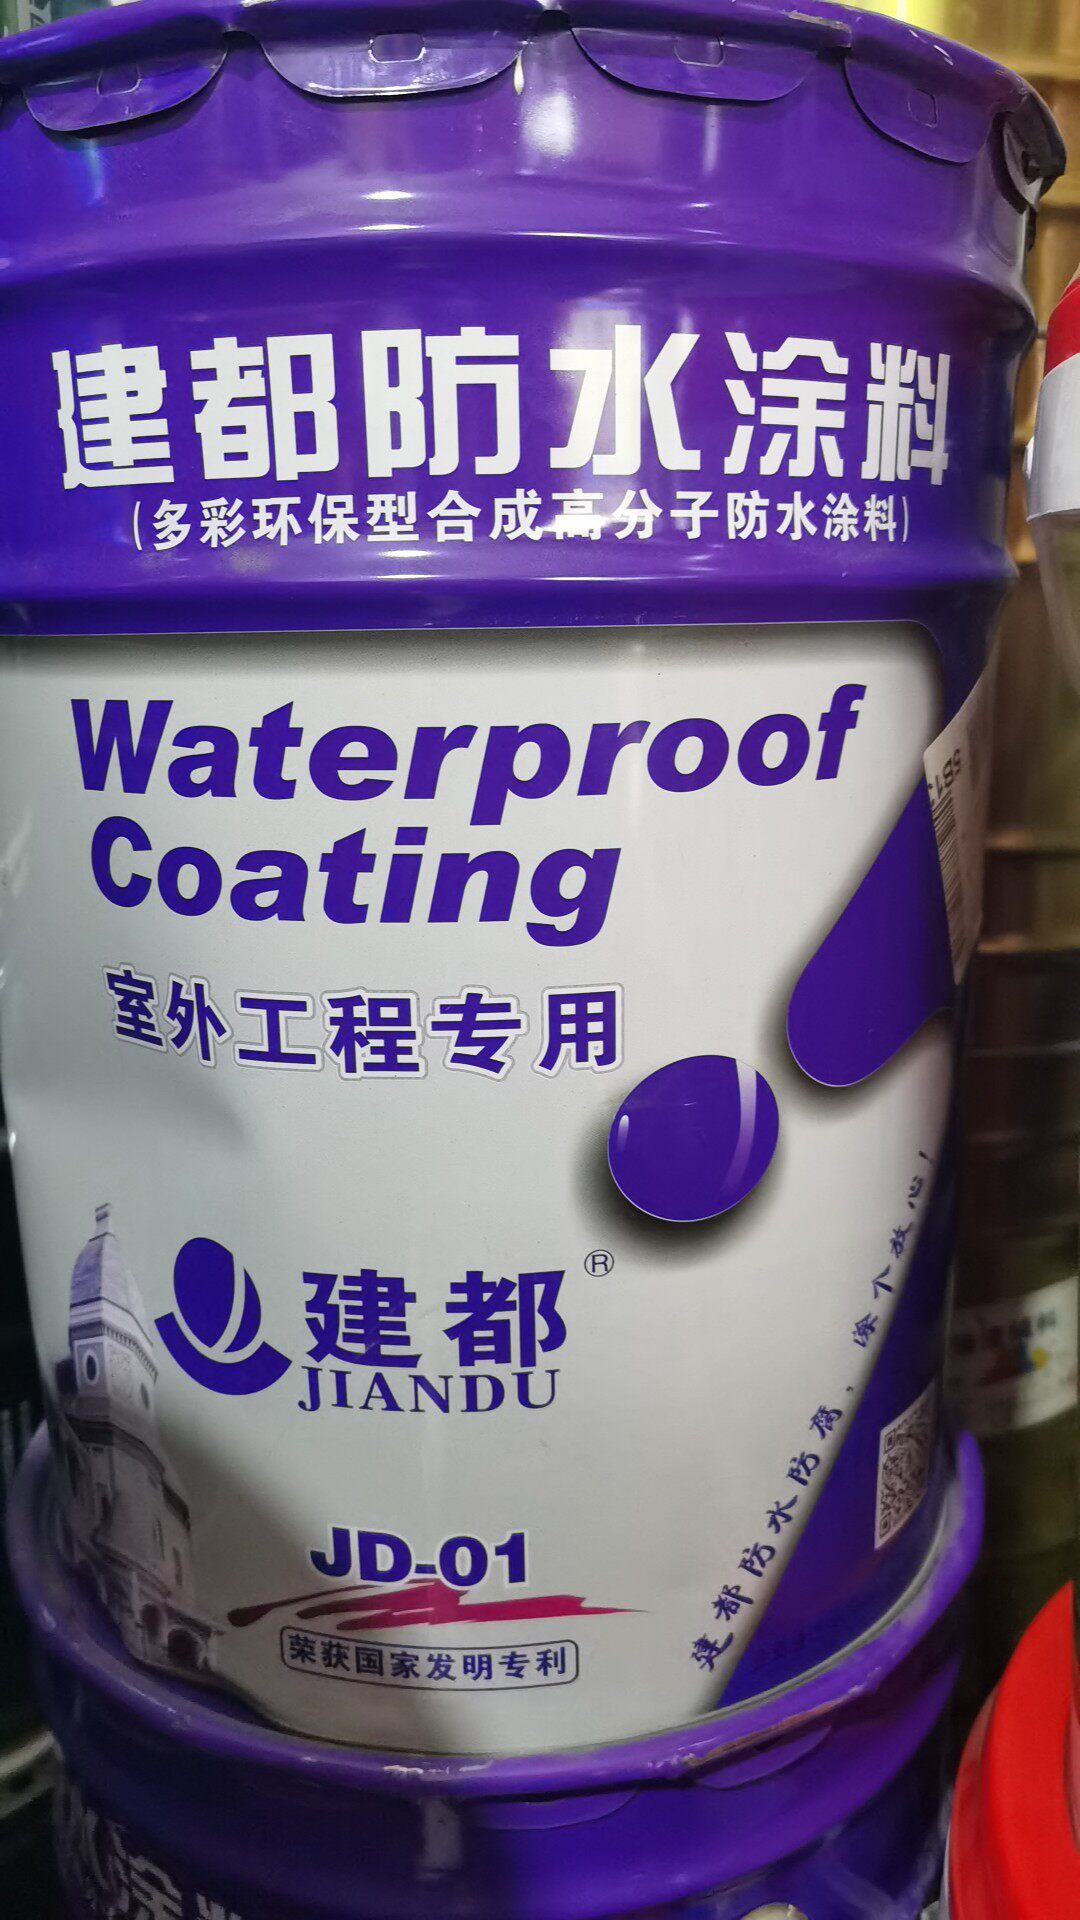 建都防水涂料
(多彩环保型合成高分子防水涂料)
Waterproof
Coating
室外工程专用
建都®
JIANDU
JD-01
荣获国家发明专利
建都防水防腐，涂个放心！